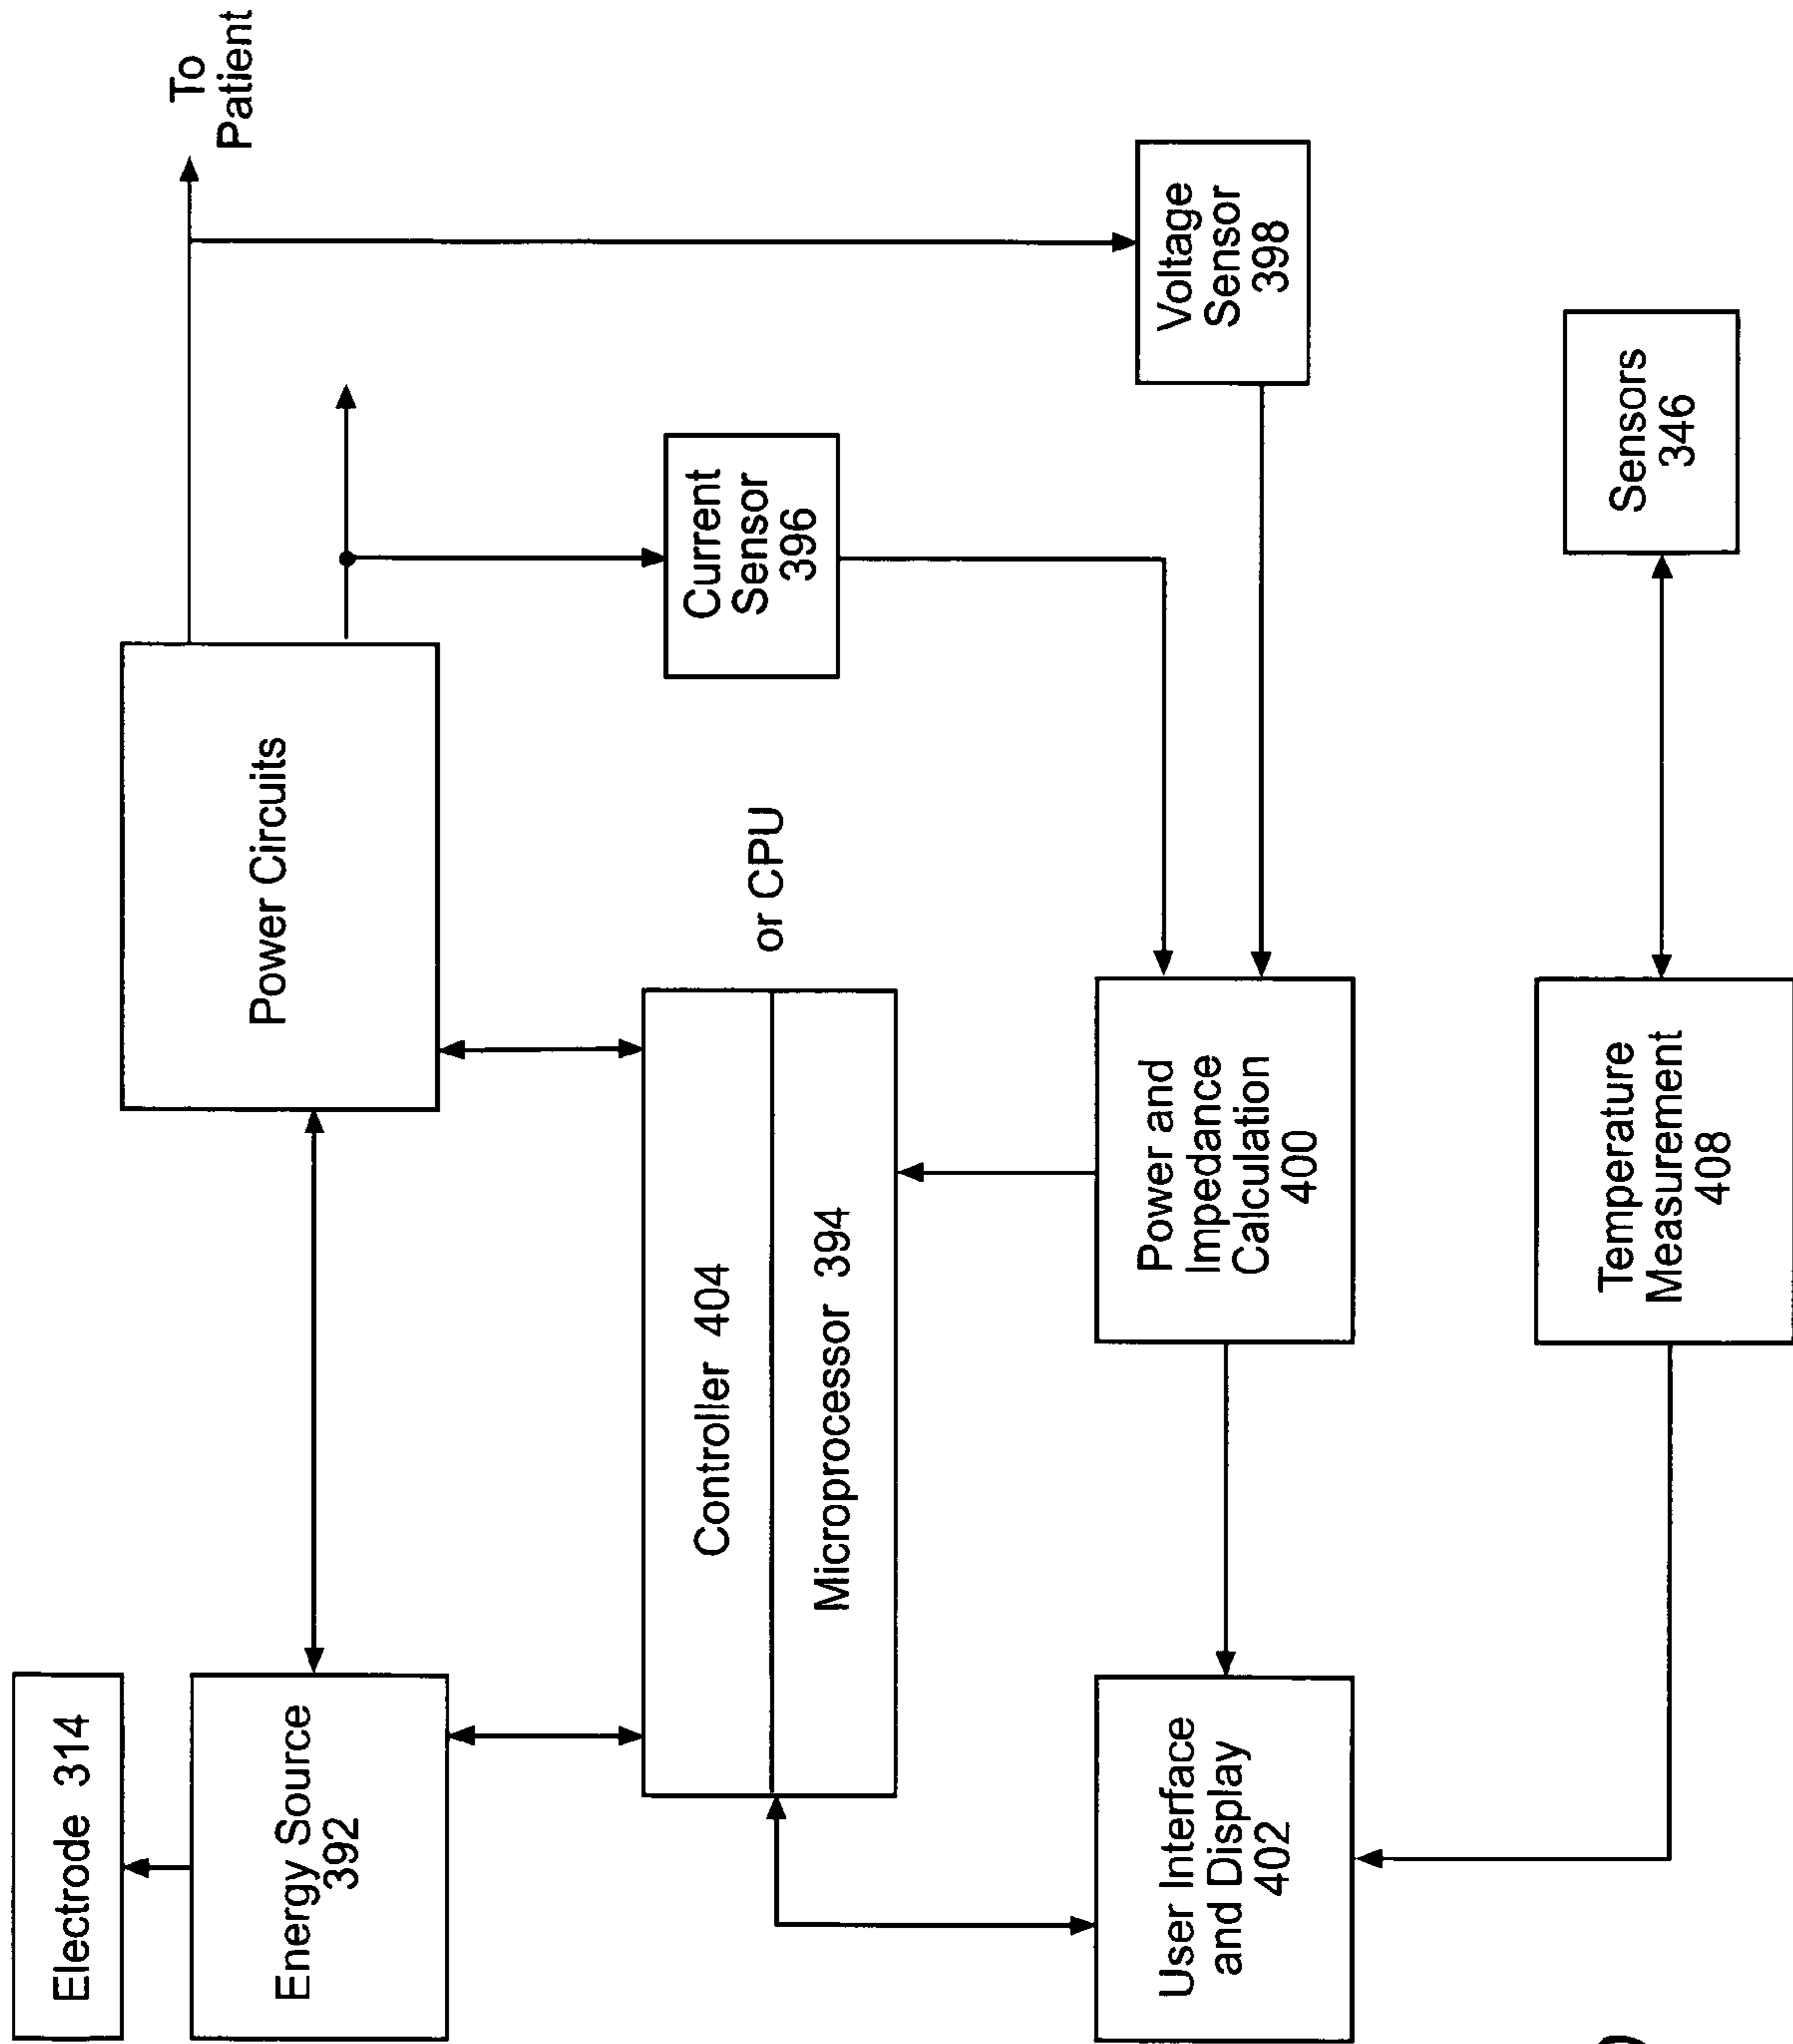 Electrode 314
Energy Source
392
Power Circuits
To
Patient
Controller 404
Microprocessor 394
or CPU
Current
Sensor
396
User Interface
and Display
402
Power and
Impedance
Calculation
400
Voltage
Sensor
398
Temperature
Measurement
408
Sensors
346